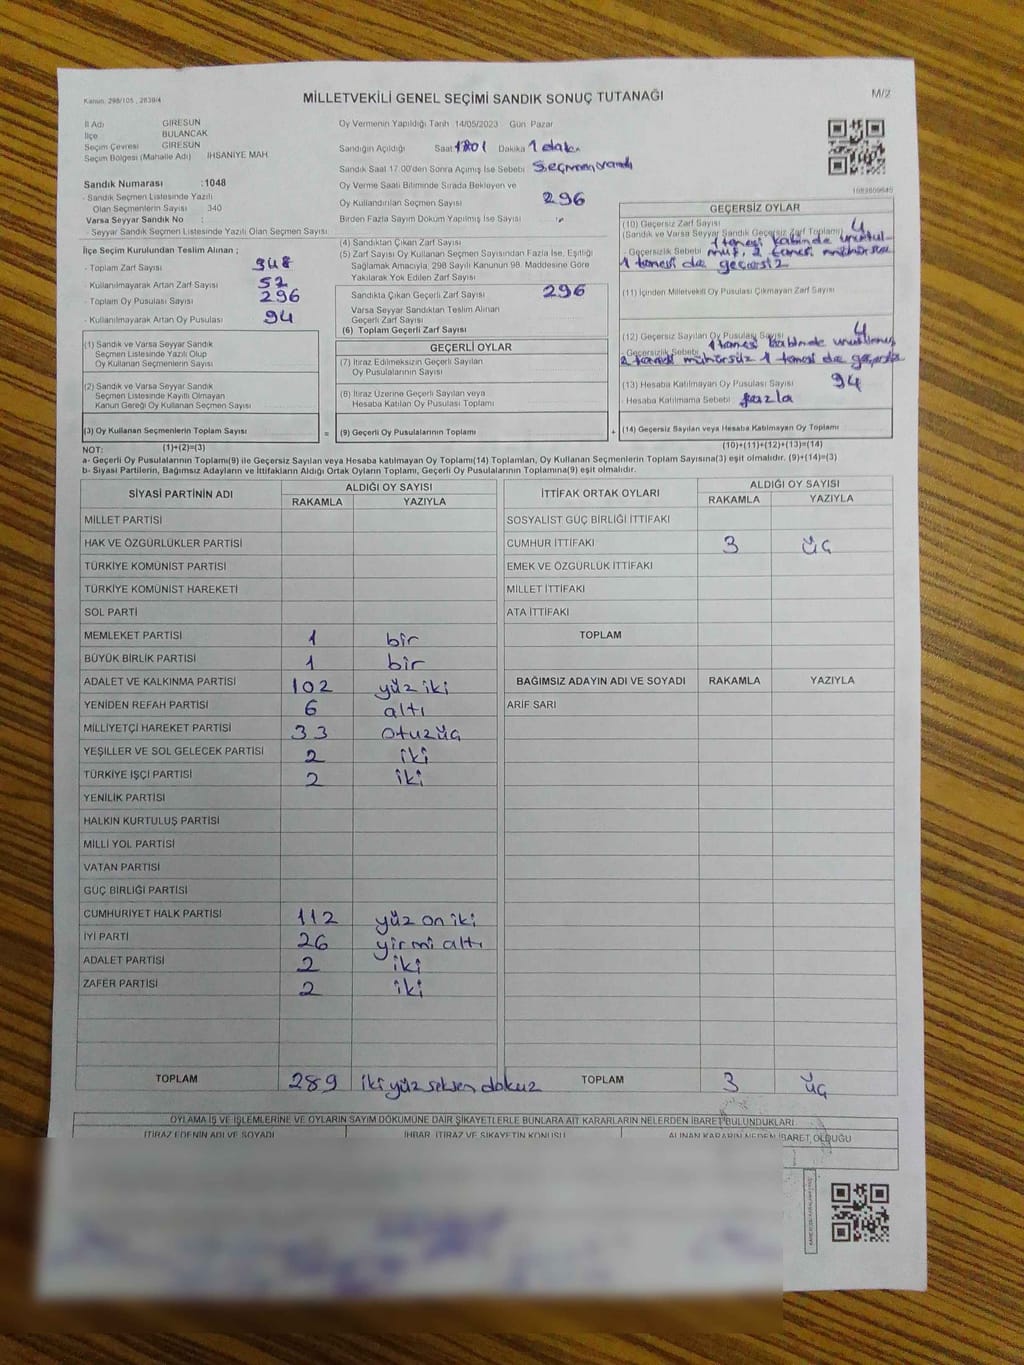 Kanun: 298/105 , 2839/4
MİLLETVEKİLİ GENEL SEÇİMİ SANDIK SONUÇ TUTANAĞI
M/2
İl Adı GİRESUN
İlçe BULANCAK
Seçim Çevresi GİRESUN
Seçim Bölgesi (Mahalle Adı) İHSANİYE MAH.
Sandık Numarası :1048
- Sandık Seçmen Listesinde Yazılı
Olan Seçmenlerin Sayısı : 340
Varsa Seyyar Sandık No :
- Seyyar Sandık Seçmen Listesinde Yazılı Olan Seçmen Sayısı
Oy Vermenin Yapıldığı Tarih 14/05/2023 Gün Pazar
Sandığın Açıldığı Saat 1801 Dakika 1 dakı
Sandık Saat 17.00'den Sonra Açımış İse Sebebi
Oy Verme Saati Bitiminde Sırada Bekleyen ve
Oy Kullandırılan Seçmen Sayısı 296
Birden Fazla Sayım Döküm Yapılmış İse Sayısı
İlçe Seçim Kurulundan Teslim Alınan ;
- Toplam Zarf Sayısı 348
- Kullanılmayarak Artan Zarf Sayısı 52
- Toplam Oy Pusulası Sayısı 296
- Kullanılmayarak Artan Oy Pusulası 94
(1) Sandık ve Varsa Seyyar Sandık
Seçmen Listesinde Yazılı Olup
Oy Kullanan Seçmenlerin Sayısı
(2) Sandık ve Varsa Seyyar Sandık
Seçmen Listesinde Kayıtlı Olmayan
Kanun Gereği Oy Kullanan Seçmen Sayısı
(3) Oy Kullanan Seçmenlerin Toplam Sayısı
(4) Sandıktan Çıkan Zarf Sayısı
(5) Zarf Sayısı Oy Kullanan Seçmen Sayısından Fazla İse, Eşitliği
Sağlamak Amacıyla, 298 Sayılı Kanunun 98. Maddesine Göre
Yakılarak Yok Edilen Zarf Sayısı
Sandıkta Çıkan Geçerli Zarf Sayısı 296
Varsa Seyyar Sandıktan Teslim Alınan
Geçerli Zarf Sayısı
(6) Toplam Geçerli Zarf Sayısı
GEÇERLİ OYLAR
(7) İtiraz Edilmeksizin Geçerli Sayılan
Oy Pusulalarının Sayısı
(8) İtiraz Üzerine Geçerli Sayılan veya
Hesaba Katılan Oy Pusulası Toplamı
= (9) Geçerli Oy Pusulalarının Toplamı +
1082609645
GEÇERSİZ OYLAR
(10) Geçersiz Zarf Sayısı 4
(Sandık ve Varsa Seyyar Sandık Geçersiz Zarf Toplamı)
1 tanesi kabinde unutul-
- Geçersizlik Sebebi muş, 2 tanesi mühürsüz
1 tanesi de geçersiz
(11) İçinden Milletvekili Oy Pusulası Çıkmayan Zarf Sayısı
(12) Geçersiz Sayılan Oy Pusulası Sayısı 4
- Geçersizlik Sebebi 1 tanesi kabinde unutulmuş
2 tanesi mühürsüz 1 tanesi de geçersiz
(13) Hesaba Katılmayan Oy Pusulası Sayısı 94
- Hesaba Katılmama Sebebi fazla
(14) Geçersiz Sayılan veya Hesaba Katılmayan Oy Toplamı
NOT: (1)+(2)=(3) (10)+(11)+(12)+(13)=(14)
a- Geçerli Oy Pusulalarının Toplamı(9) ile Geçersiz Sayılan veya Hesaba katılmayan Oy Toplamı(14) Toplamları, Oy Kullanan Seçmenlerin Toplam Sayısına(3) eşit olmalıdır. (9)+(14)=(3)
b- Siyasi Partilerin, Bağımsız Adayların ve İttifakların Aldığı Ortak Oyların Toplamı, Geçerli Oy Pusulalarının Toplamına(9) eşit olmalıdır.
SİYASİ PARTİNİN ADI ALDIĞI OY SAYISI
RAKAMLA YAZIYLA
MİLLET PARTİSİ
HAK VE ÖZGÜRLÜKLER PARTİSİ
TÜRKİYE KOMÜNİST PARTİSİ
TÜRKİYE KOMÜNİST HAREKETİ
SOL PARTİ
MEMLEKET PARTİSİ 1 bir
BÜYÜK BİRLİK PARTİSİ 1 bir
ADALET VE KALKINMA PARTİSİ 102 yüz iki
YENİDEN REFAH PARTİSİ 6 altı
MİLLİYETÇİ HAREKET PARTİSİ 33 otuzüç
YEŞİLLER VE SOL GELECEK PARTİSİ 2 iki
TÜRKİYE İŞÇİ PARTİSİ 2 iki
YENİLİK PARTİSİ
HALKIN KURTULUŞ PARTİSİ
MİLLİ YOL PARTİSİ
VATAN PARTİSİ
GÜÇ BİRLİĞİ PARTİSİ
CUMHURİYET HALK PARTİSİ 112 yüz on iki
İYİ PARTİ 26 yirmi altı
ADALET PARTİSİ 2 iki
ZAFER PARTİSİ 2 iki
TOPLAM 289 iki yüz seksen dokuz
İTTİFAK ORTAK OYLARI ALDIĞI OY SAYISI
RAKAMLA YAZIYLA
SOSYALİST GÜÇ BİRLİĞİ İTTİFAKI
CUMHUR İTTİFAKI 3 üç
EMEK VE ÖZGÜRLÜK İTTİFAKI
MİLLET İTTİFAKI
ATA İTTİFAKI
TOPLAM
BAĞIMSIZ ADAYIN ADI VE SOYADI RAKAMLA YAZIYLA
ARİF SARI
TOPLAM 3 üç
OYLAMA İŞ VE İŞLEMLERİNE VE OYLARIN SAYIM DÖKÜMÜNE DAİR ŞİKAYETLERLE BUNLARA AİT KARARLARIN NELERDEN İBARET BULUNDUKLARI
İTİRAZ EDENİN ADI VE SOYADI İHBAR, İTİRAZ VE ŞİKAYETİN KONUSU ALINAN KARARIN NEDEN İBARET OLDUĞU